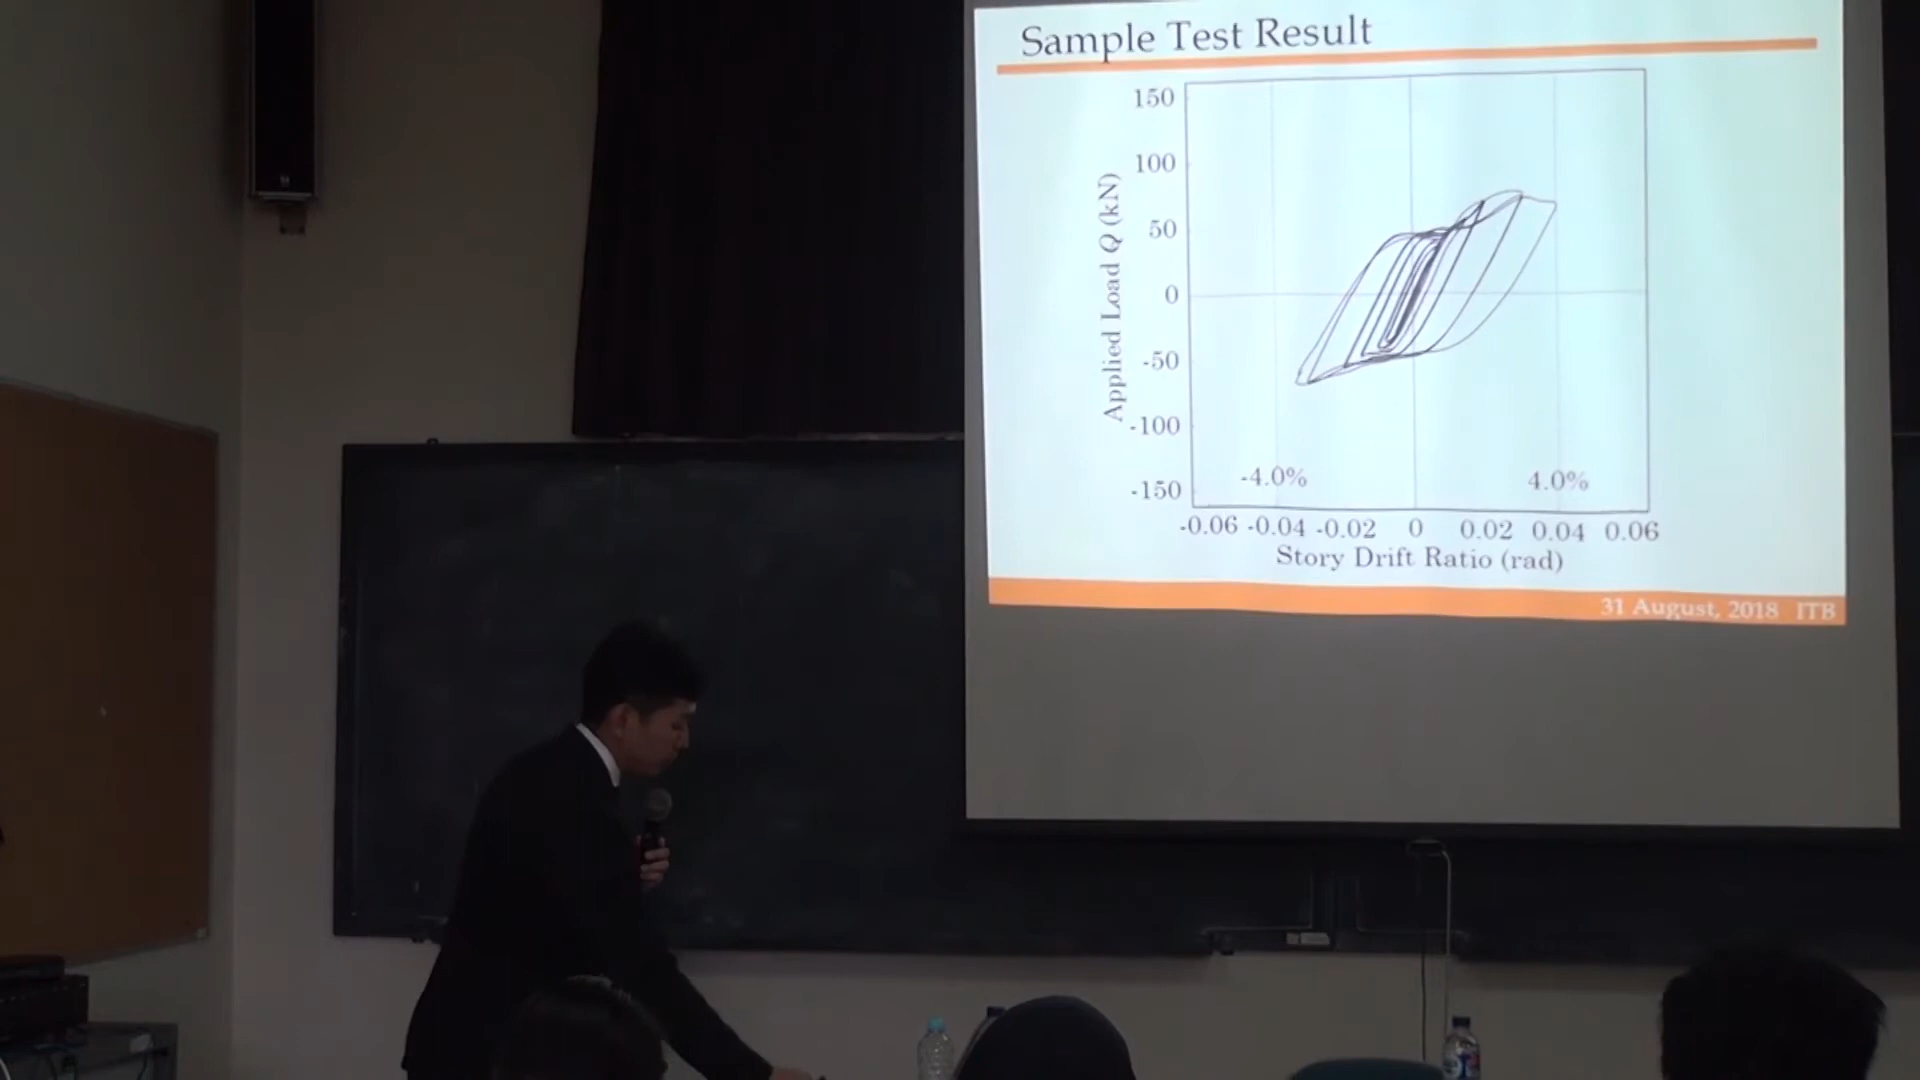 Sample Test Result
150
100
50
0
-50
-100
-150
Applied Load Q (kN)
-4.0% 4.0%
-0.06 -0.04 -0.02 0 0.02 0.04 0.06
Story Drift Ratio (rad)
31 August, 2018 ITB